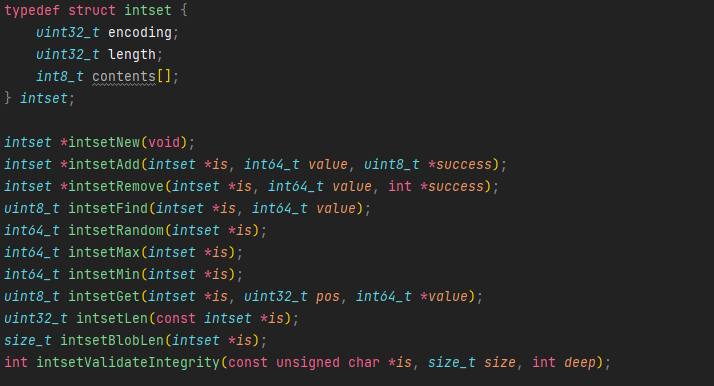 typedef struct intset {
    uint32_t encoding;
    uint32_t length;
    int8_t contents[];
} intset;

intset *intsetNew(void);
intset *intsetAdd(intset *is, int64_t value, uint8_t *success);
intset *intsetRemove(intset *is, int64_t value, int *success);
uint8_t intsetFind(intset *is, int64_t value);
int64_t intsetRandom(intset *is);
int64_t intsetMax(intset *is);
int64_t intsetMin(intset *is);
uint8_t intsetGet(intset *is, uint32_t pos, int64_t *value);
uint32_t intsetLen(const intset *is);
size_t intsetBlobLen(intset *is);
int intsetValidateIntegrity(const unsigned char *is, size_t size, int deep);